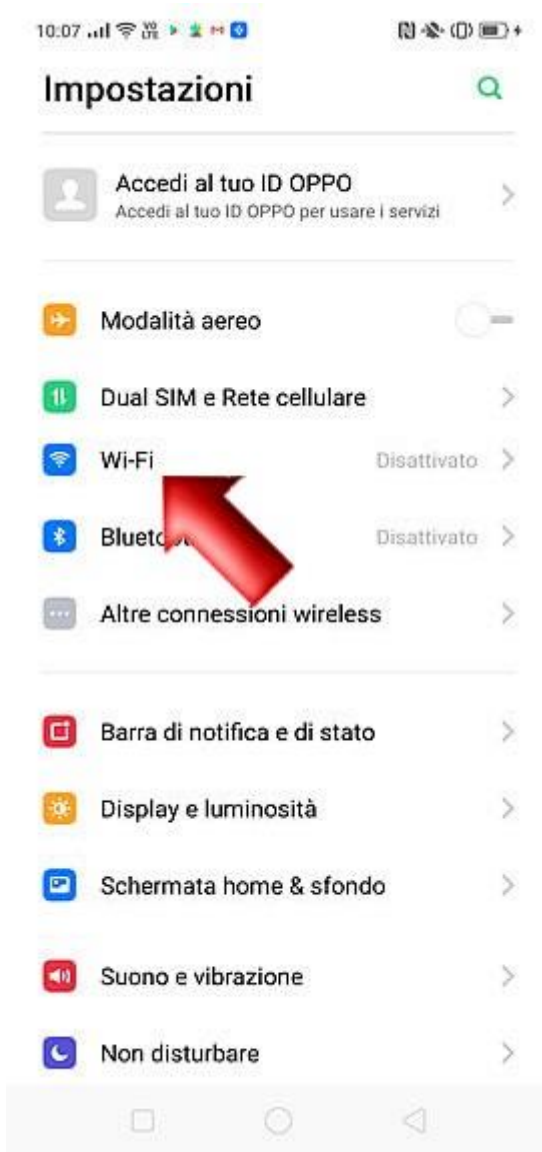 10:07
Impostazioni
Accedi al tuo ID OPPO
Accedi al tuo ID OPPO per usare i servizi
Modalità aereo
Dual SIM e Rete cellulare
Wi-Fi Disattivato
Disattivato
Altre connessioni wireless
Barra di notifica e di stato
Display e luminosità
Schermata home & sfondo
Suono e vibrazione
Non disturbare